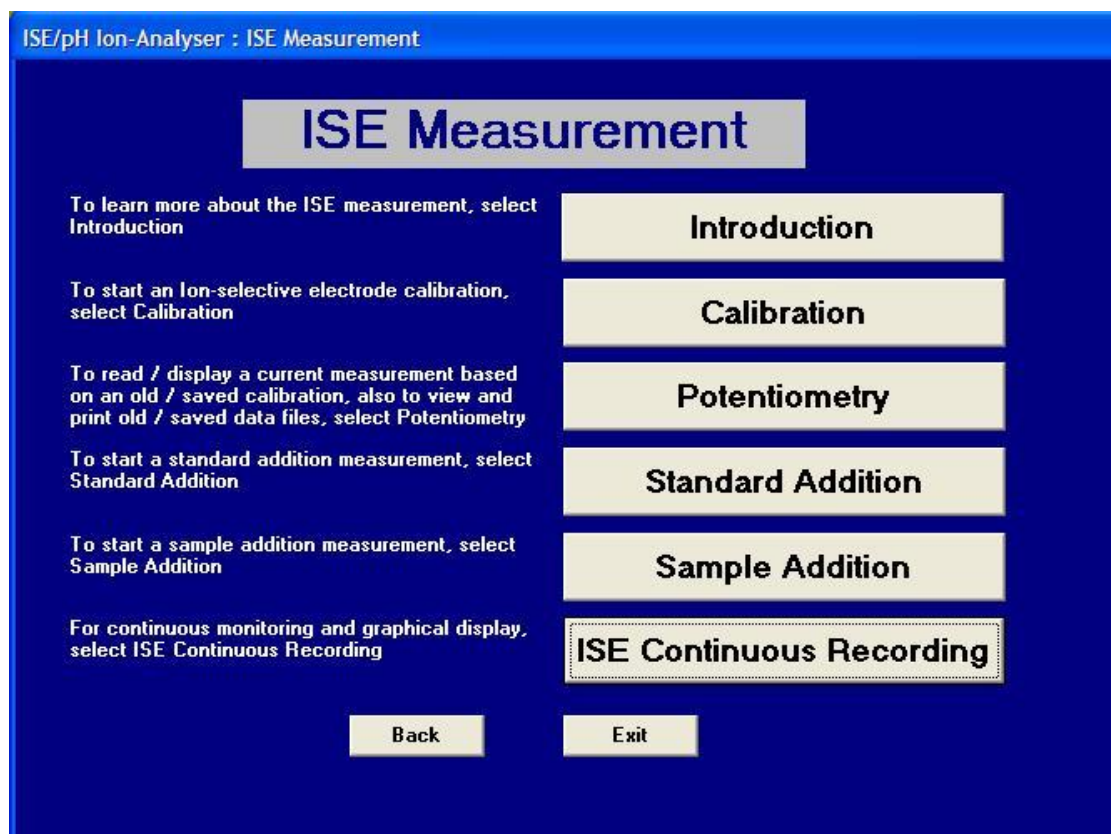 ISE/pH Ion-Analyser : ISE Measurement
ISE Measurement
To learn more about the ISE measurement, select
Introduction
Introduction
To start an Ion-selective electrode calibration,
select Calibration
Calibration
To read / display a current measurement based
on an old / saved calibration, also to view and
print old / saved data files, select Potentiometry
Potentiometry
To start a standard addition measurement, select
Standard Addition
Standard Addition
To start a sample addition measurement, select
Sample Addition
Sample Addition
For continuous monitoring and graphical display,
select ISE Continuous Recording
ISE Continuous Recording
Back
Exit